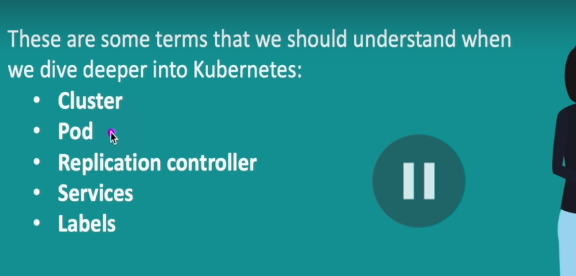 These are some terms that we should understand when
we dive deeper into Kubernetes:
• Cluster
• Pod
• Replication controller
• Services
• Labels